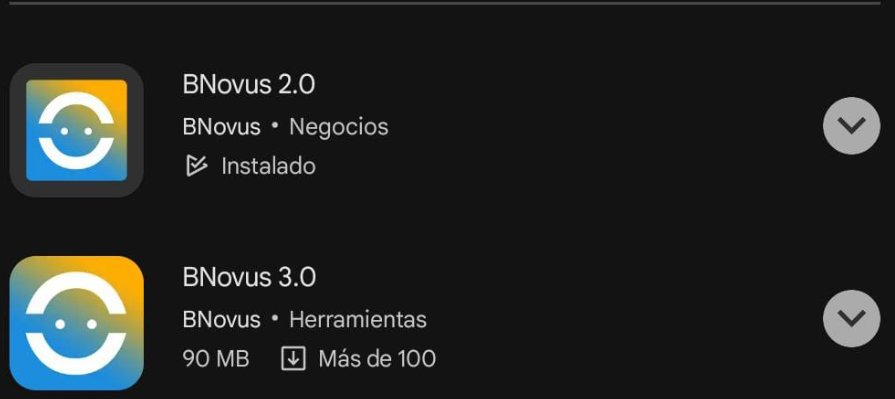 BNovus 2.0
BNovus • Negocios
Instalado
BNovus 3.0
BNovus • Herramientas
90 MB Más de 100